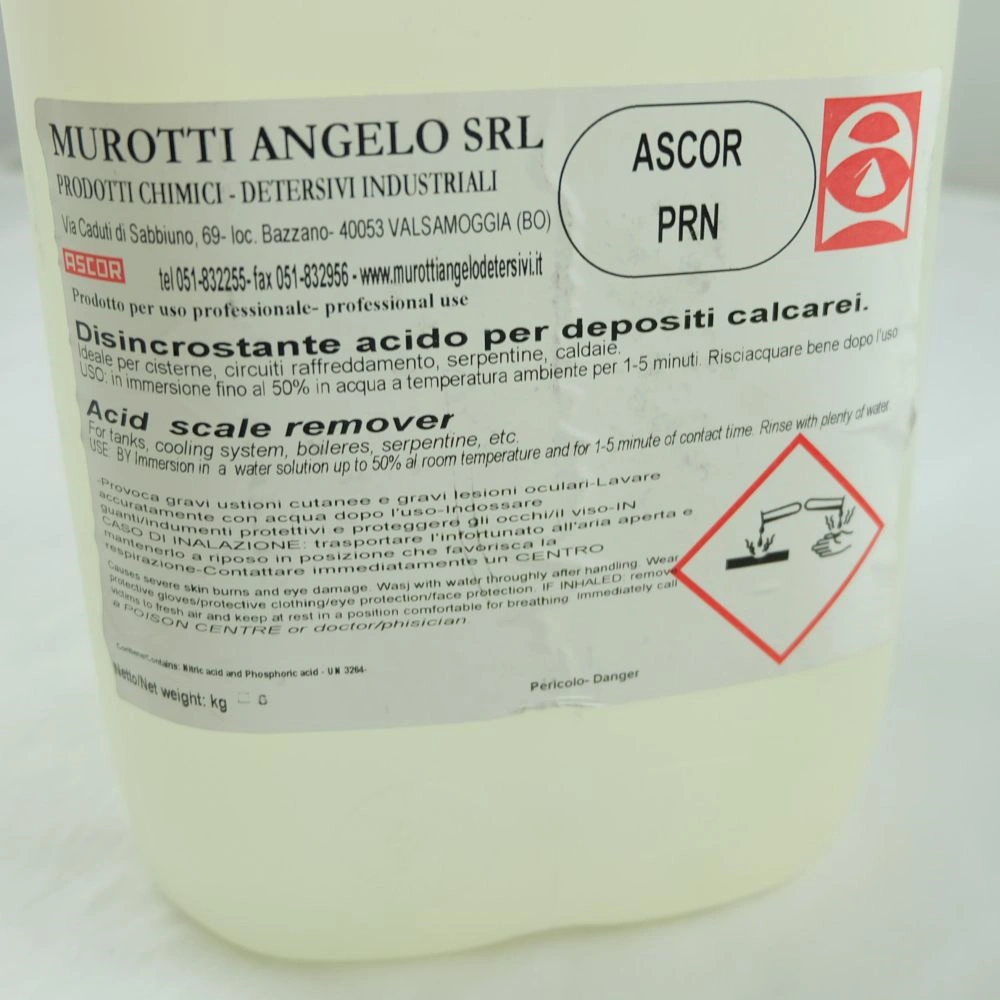 MUROTTI ANGELO SRL
PRODOTTI CHIMICI - DETERSIVI INDUSTRIALI
Via Caduti di Sabbiuno, 69- loc. Bazzano- 40053 VALSAMOGGIA (BO)
ASCOR
tel 051-832255- fax 051-832956 - www.murottiangelodetersivi.it
Prodotto per uso professionale- professional use
ASCOR
PRN
Disincrostante acido per depositi calcarei.
Ideale per cisterne, circuiti raffreddamento, serpentine, caldaie.
USO: in immersione fino al 50% in acqua a temperatura ambiente per 1-5 minuti. Risciacquare bene dopo l'uso
Acid scale remover
For tanks, cooling system, boileres, serpentine, etc.
USE: BY immersion in a water solution up to 50% al room temperature and for 1-5 minute of contact time. Rinse with plenty of water.
-Provoca gravi ustioni cutanee e gravi lesioni oculari-Lavare
accuratamente con acqua dopo l'uso-Indossare
guanti/indumenti protettivi e proteggere gli occhi/il viso-IN
CASO DI INALAZIONE: trasportare l'infortunato all'aria aperta e
mantenerlo a riposo in posizione che favorisca la
respirazione-Contattare immediatamente un CENTRO
Causes severe skin burns and eye damage. Wasj with water throughly after handling. Wear
protective gloves/protective clothing/eye protection/face protection. IF INHALED: remove
victims to fresh air and keep at rest in a position comfortable for breathing. Immediately call
a POISON CENTRE or doctor/phisician
Contiene/Contains: Nitric acid and Phosphoric acid - UN 3264-
Netto/Net weight: kg 6
Pericolo- Danger